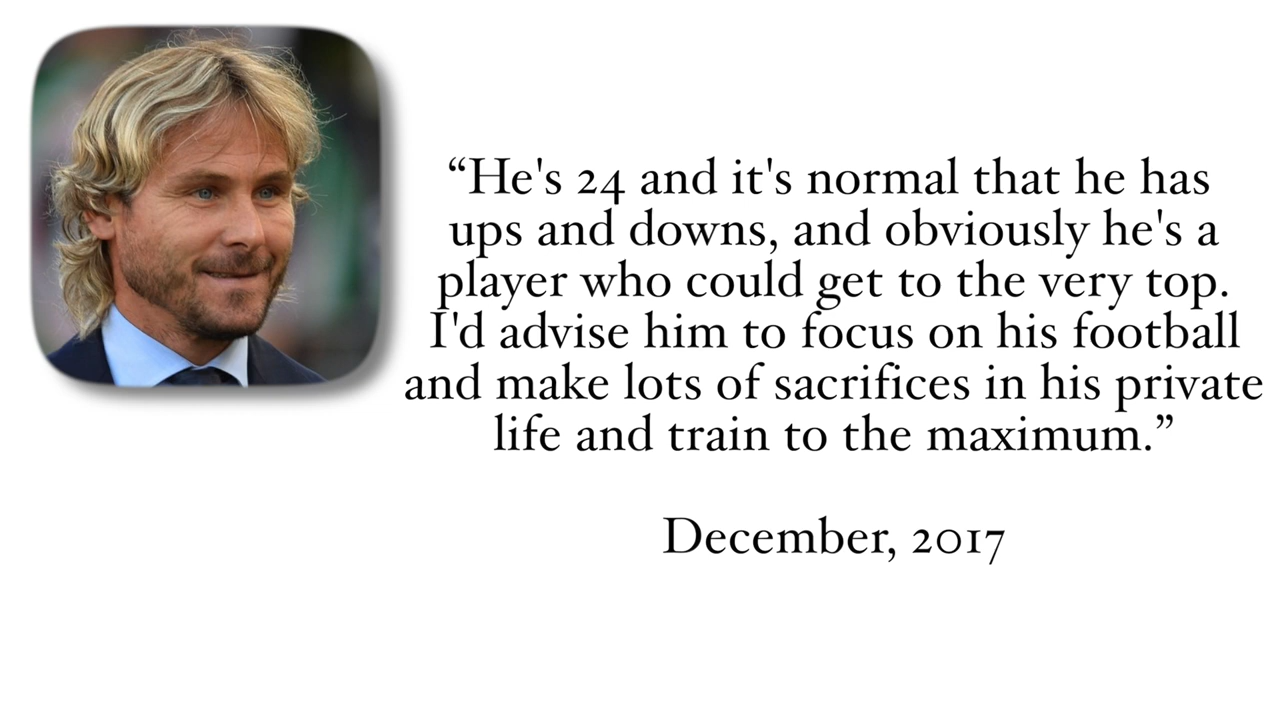 “He's 24 and it's normal that he has
ups and downs, and obviously he's a
player who could get to the very top.
I'd advise him to focus on his football
and make lots of sacrifices in his private
life and train to the maximum.”
December, 2017